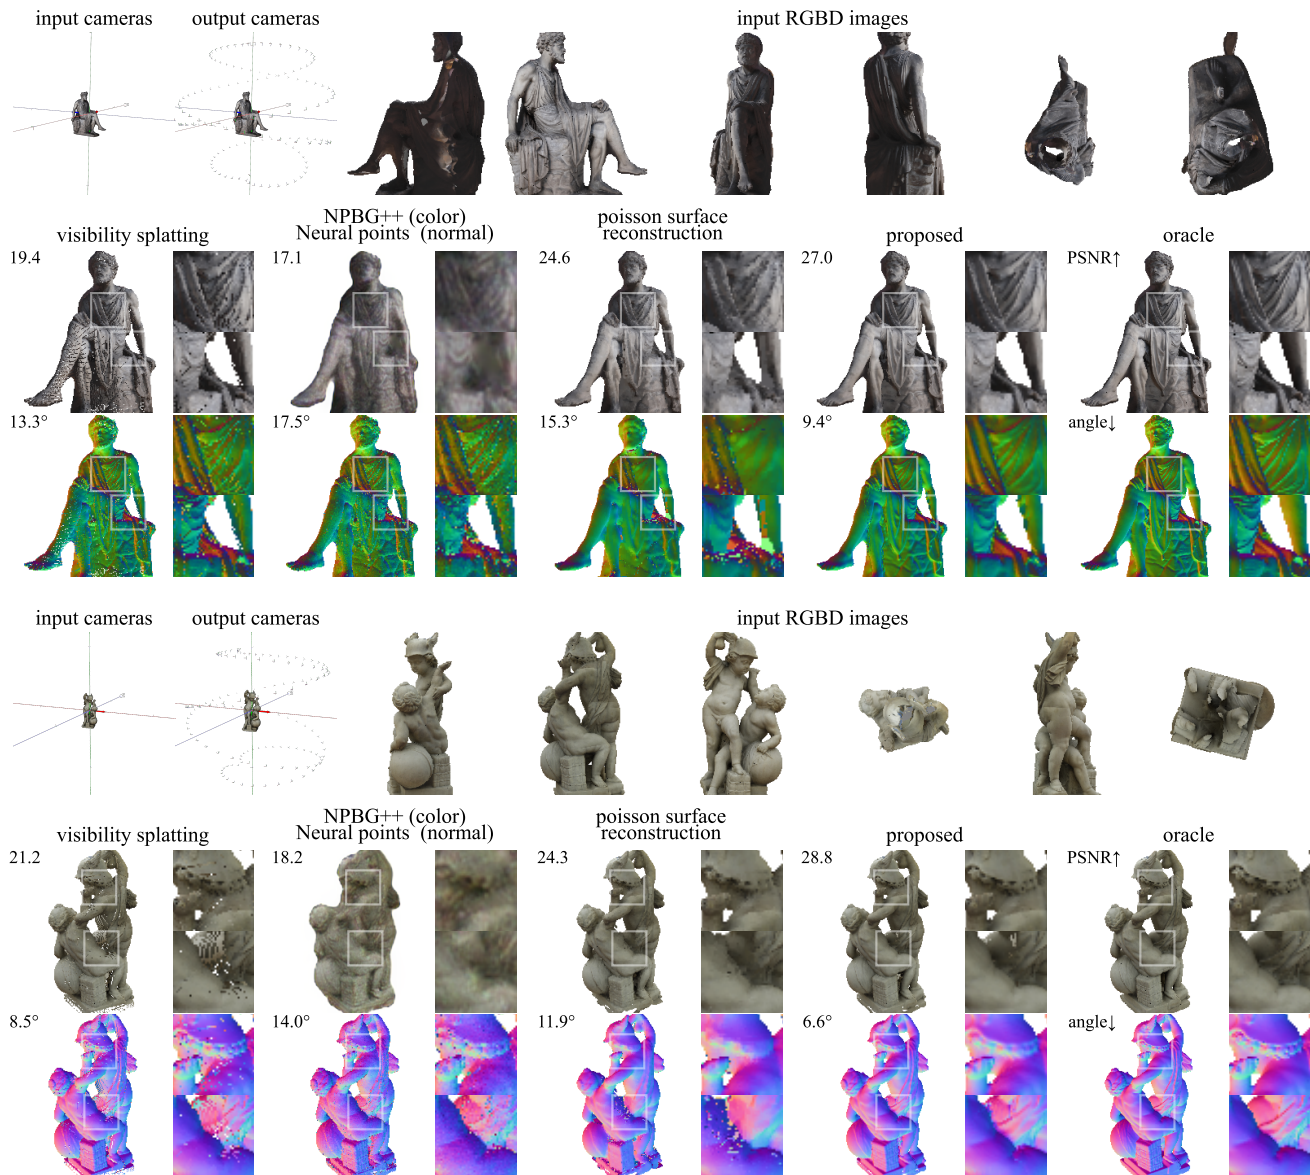 input cameras
output cameras
input RGBD images
visibility splatting
NPBG++ (color)
Neural points (normal)
poisson surface
reconstruction
proposed
oracle
19.4
17.1
24.6
27.0
PSNR↑
13.3°
17.5°
15.3°
9.4°
angle↓
input cameras
output cameras
input RGBD images
visibility splatting
NPBG++ (color)
Neural points (normal)
poisson surface
reconstruction
proposed
oracle
21.2
18.2
24.3
28.8
PSNR↑
8.5°
14.0°
11.9°
6.6°
angle↓